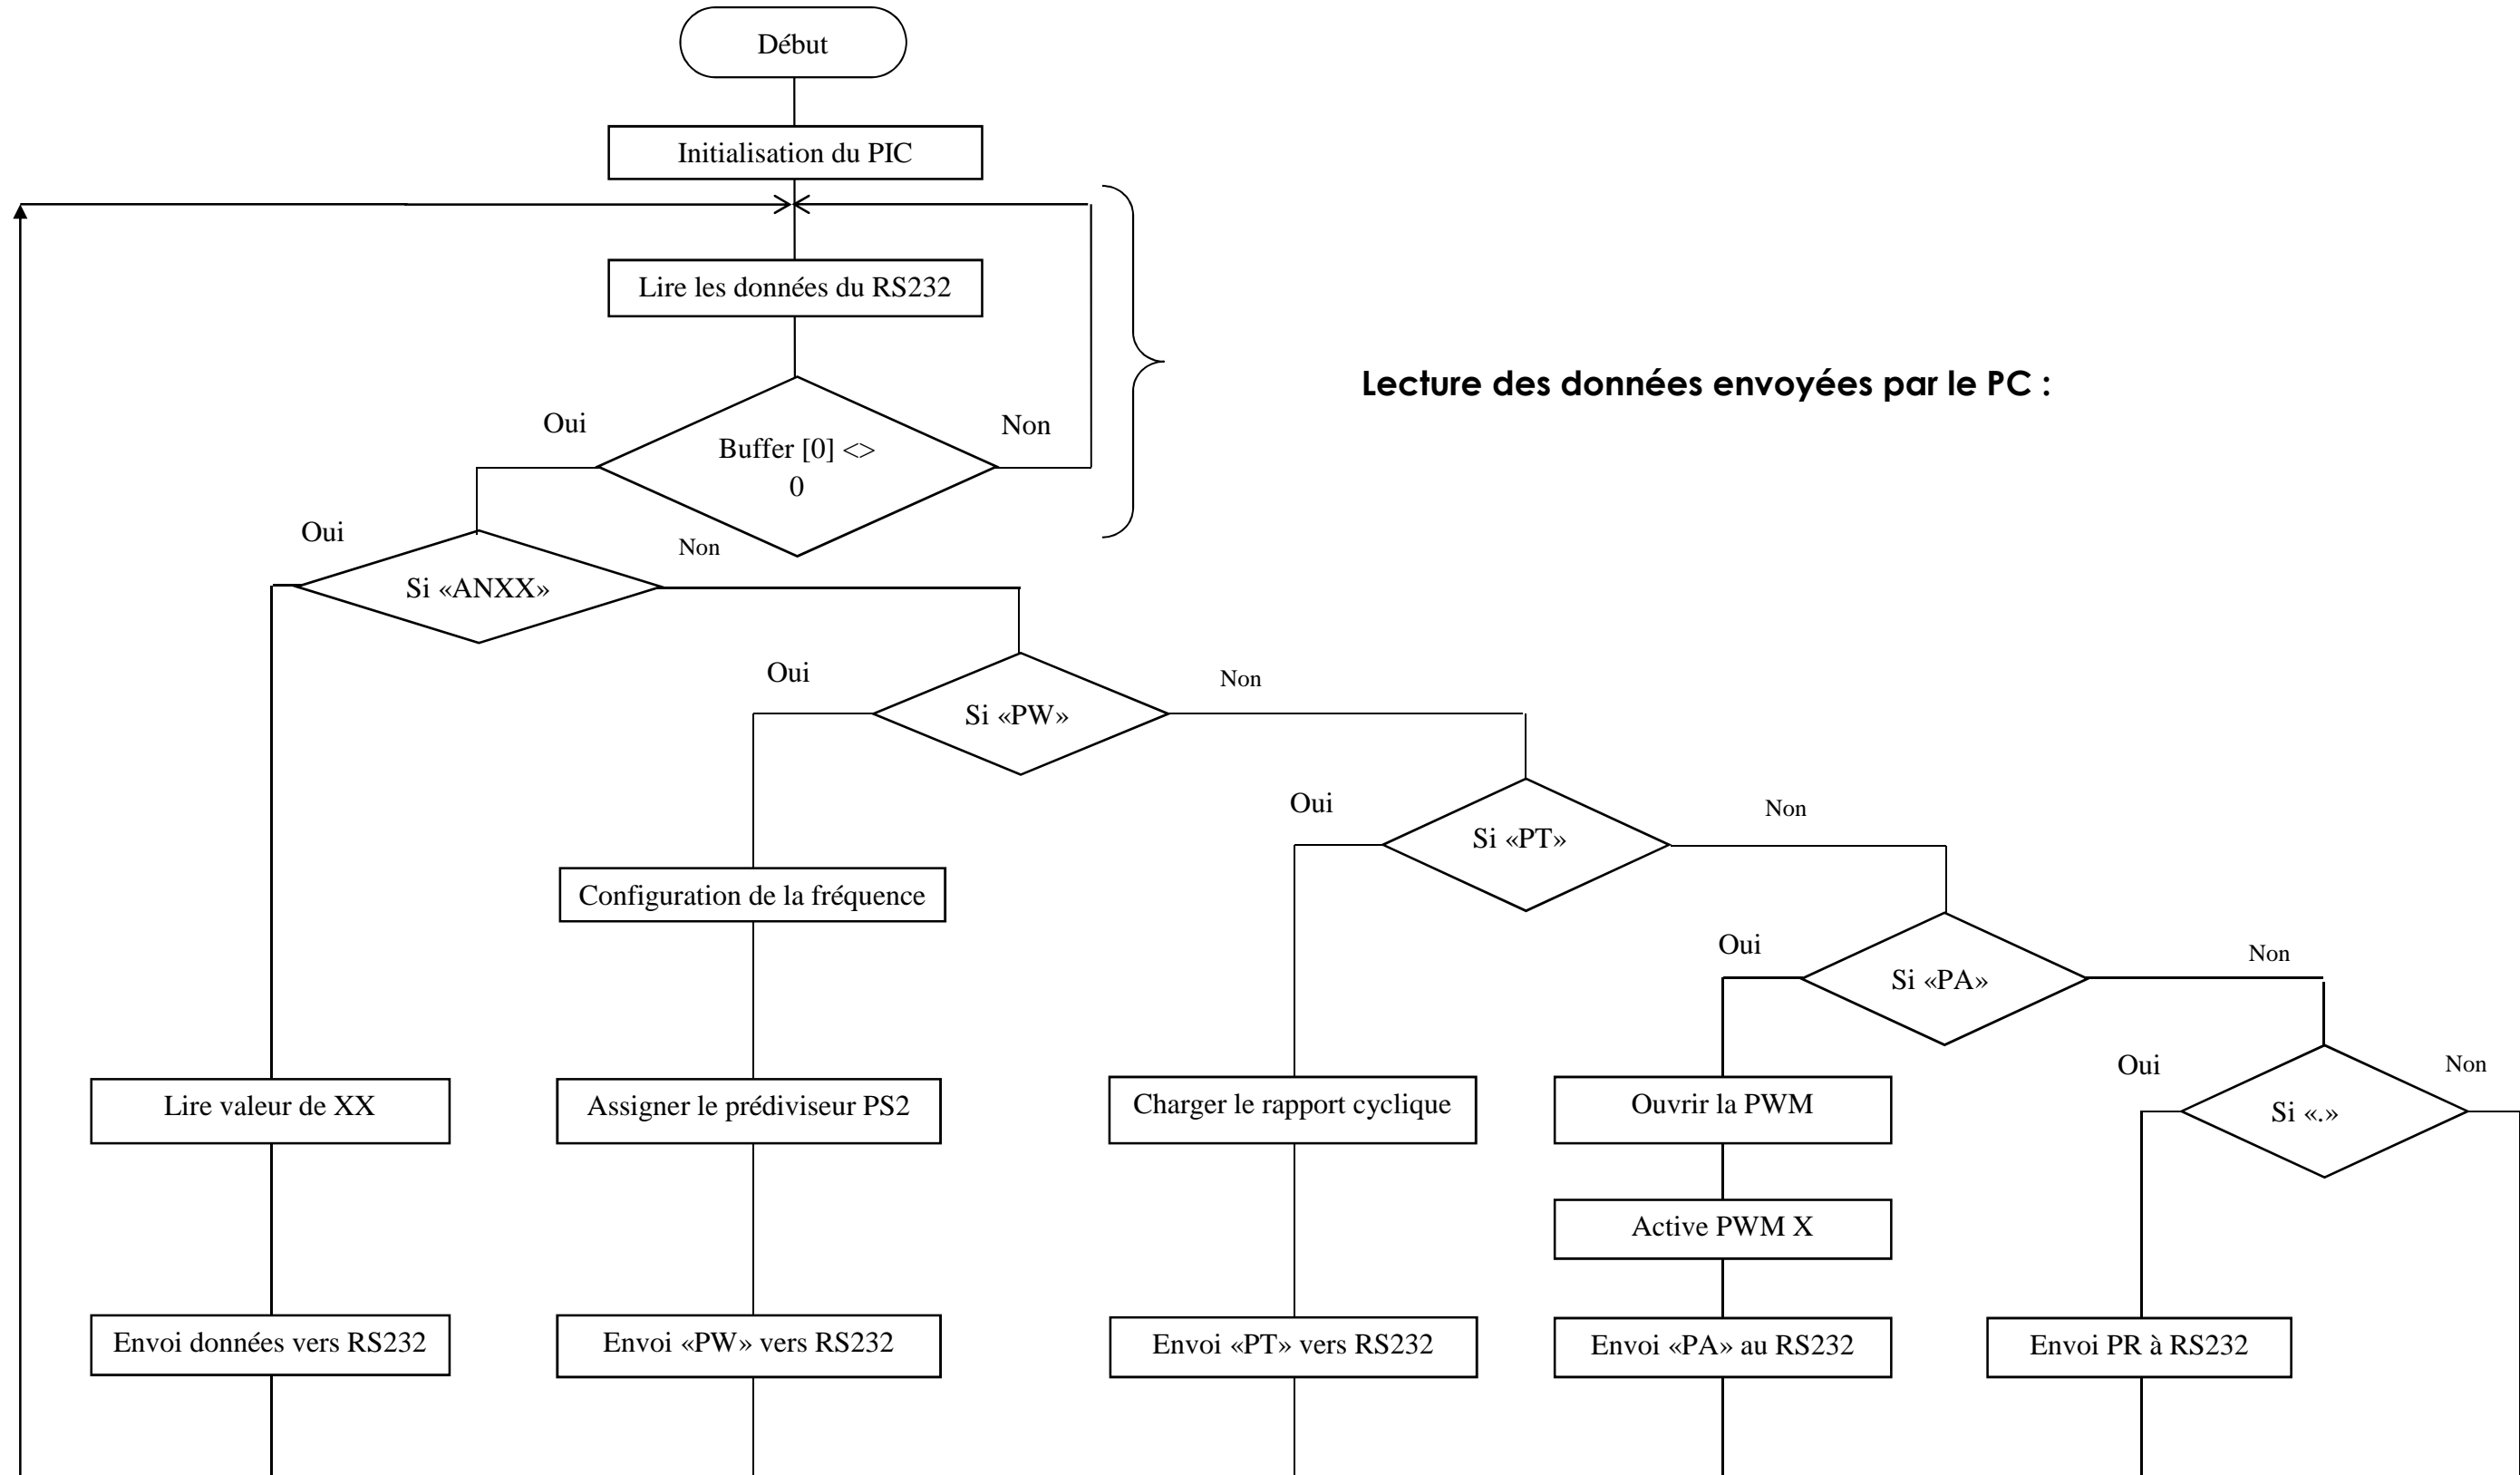 Début
Initialisation du PIC
Lire les données du RS232
Lecture des données envoyées par le PC :
Oui
Non
Buffer [0] <>
0
Oui
Non
Si «ANXX»
Oui
Non
Si «PW»
Oui
Non
Si «PT»
Configuration de la fréquence
Oui
Non
Si «PA»
Oui
Non
Lire valeur de XX
Assigner le prédiviseur PS2
Charger le rapport cyclique
Ouvrir la PWM
Si «.»
Active PWM X
Envoi données vers RS232
Envoi «PW» vers RS232
Envoi «PT» vers RS232
Envoi «PA» au RS232
Envoi PR à RS232